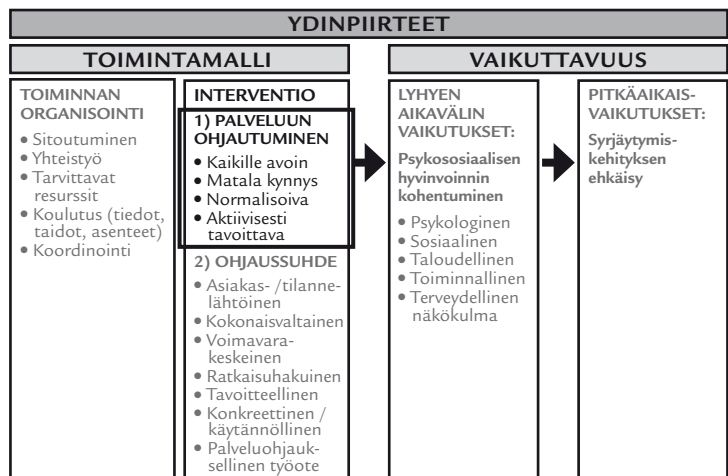 YDINPIIRTEET
TOIMINTAMALLI
VAIKUTTAVUUS
TOIMINNAN
ORGANISOINTI
• Sitoutuminen
• Yhteistyö
• Tarvittavat
resurssit
• Koulutus (tiedot,
taidot, asenteet)
• Koordinointi
INTERVENTIO
1) PALVELUUN
OHJAUTUMINEN
• Kaikille avoin
• Matala kynnys
• Normalisoiva
• Aktiivisesti
tavoittava
2) OHJAUSSUHDE
• Asiakas- /tilanne-
lähtöinen
• Kokonaisvaltainen
• Voimavara-
keskeinen
• Ratkaisuhakuinen
• Tavoitteellinen
• Konkreettinen /
käytännöllinen
• Palveluohjauk-
sellinen työote
LYHYEN
AIKAVÄLIN
VAIKUTUKSET:
Psykososiaalisen
hyvinvoinnin
kohentuminen
• Psykologinen
• Sosiaalinen
• Taloudellinen
• Toiminnallinen
• Terveydellinen
näkökulma
PITKÄAIKAIS-
VAIKUTUKSET:
Syrjäytymis-
kehityksen
ehkäisy